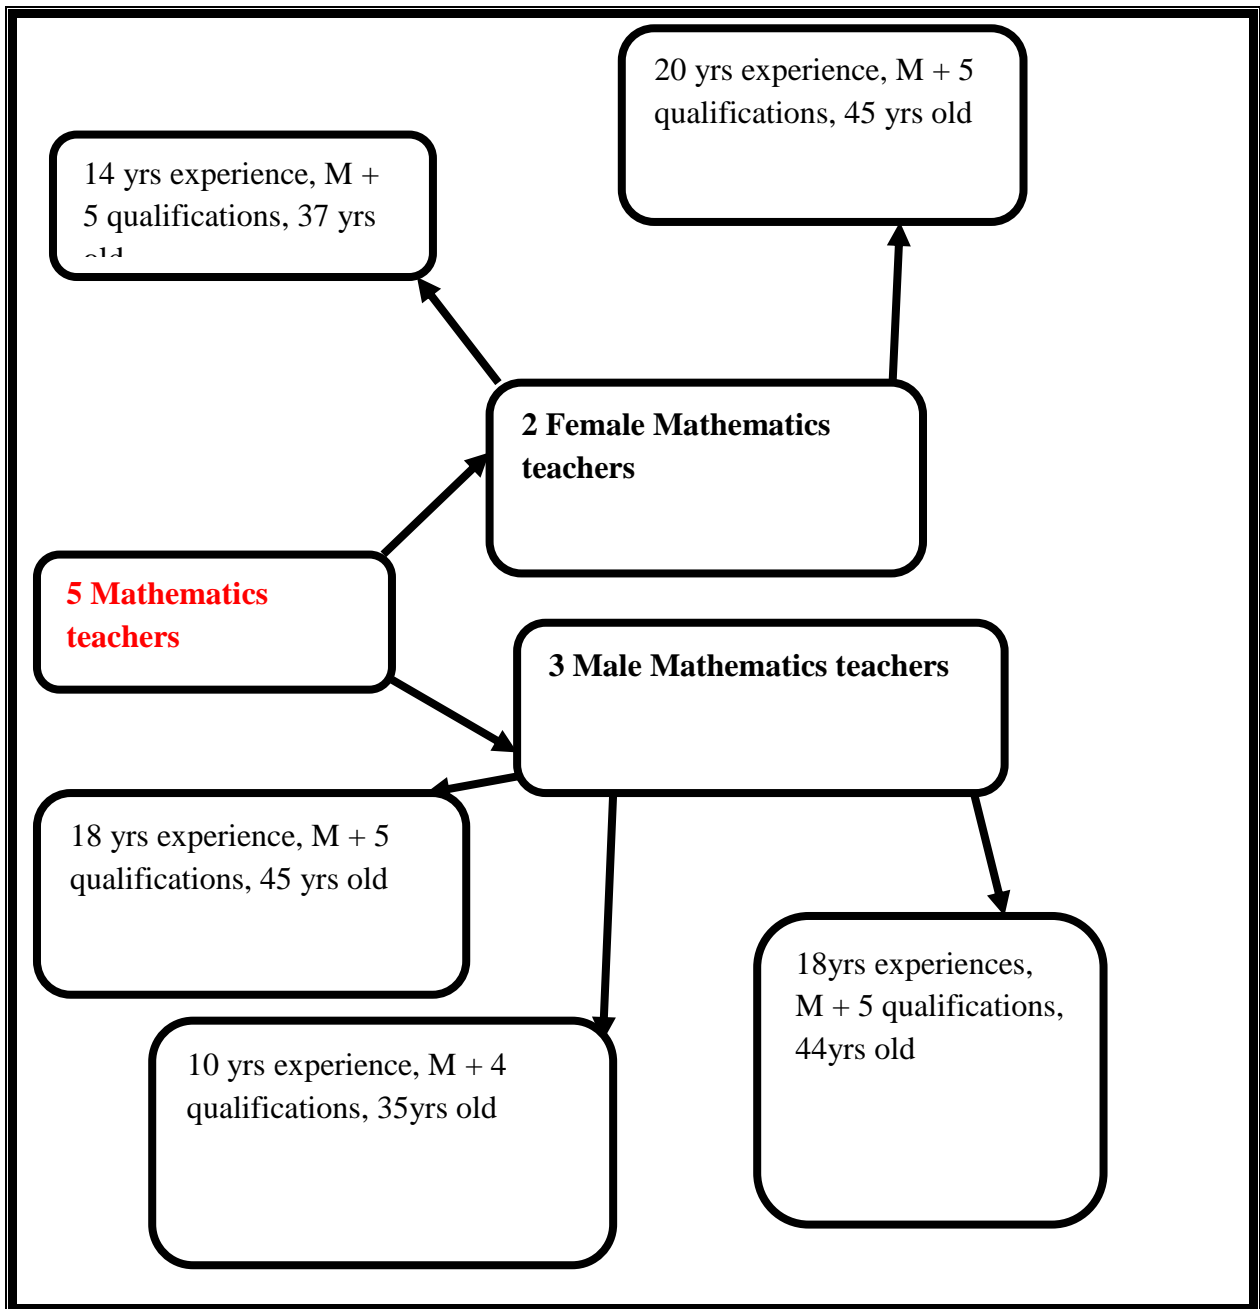 20 yrs experience, M + 5
qualifications, 45 yrs old
14 yrs experience, M +
5 qualifications, 37 yrs
old
2 Female Mathematics
teachers
5 Mathematics
teachers
3 Male Mathematics teachers
18 yrs experience, M + 5
qualifications, 45 yrs old
18yrs experiences,
M + 5 qualifications,
44yrs old
10 yrs experience, M + 4
qualifications, 35yrs old